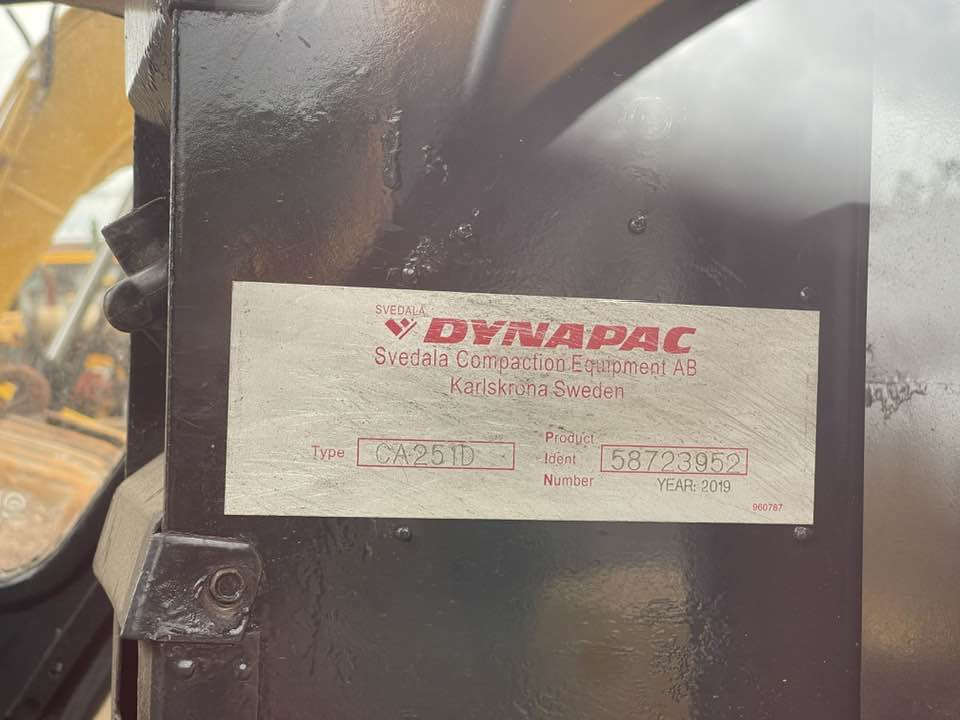 SVEDALA
DYNAPAC
Svedala Compaction Equipment AB
Karlskrona Sweden
Type CA251D
Product
Ident 58723952
Number YEAR: 2019
960787